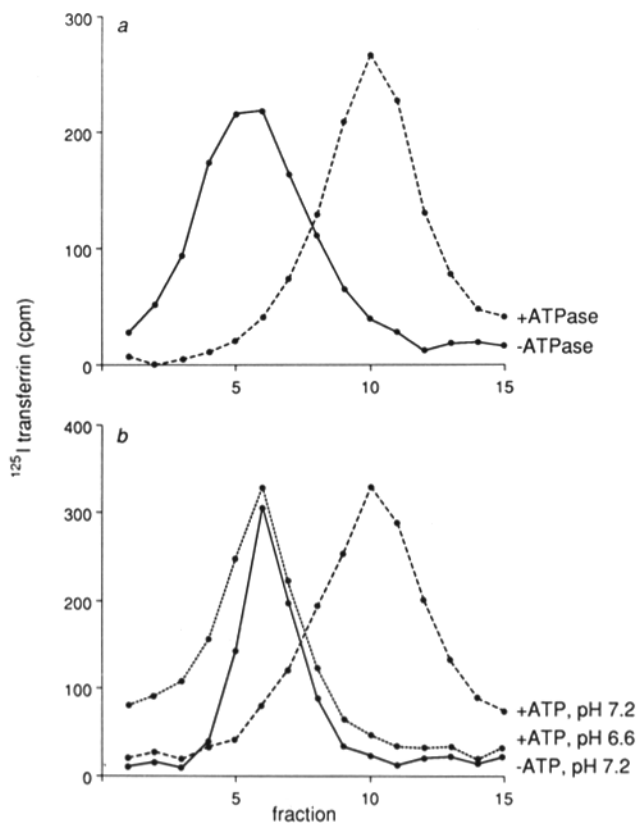 a
300
200
100
0
5
10
15
+ATPase
-ATPase
¹²⁵I transferrin (cpm)
b
400
300
200
100
0
5
10
15
+ATP, pH 7.2
+ATP, pH 6.6
-ATP, pH 7.2
fraction